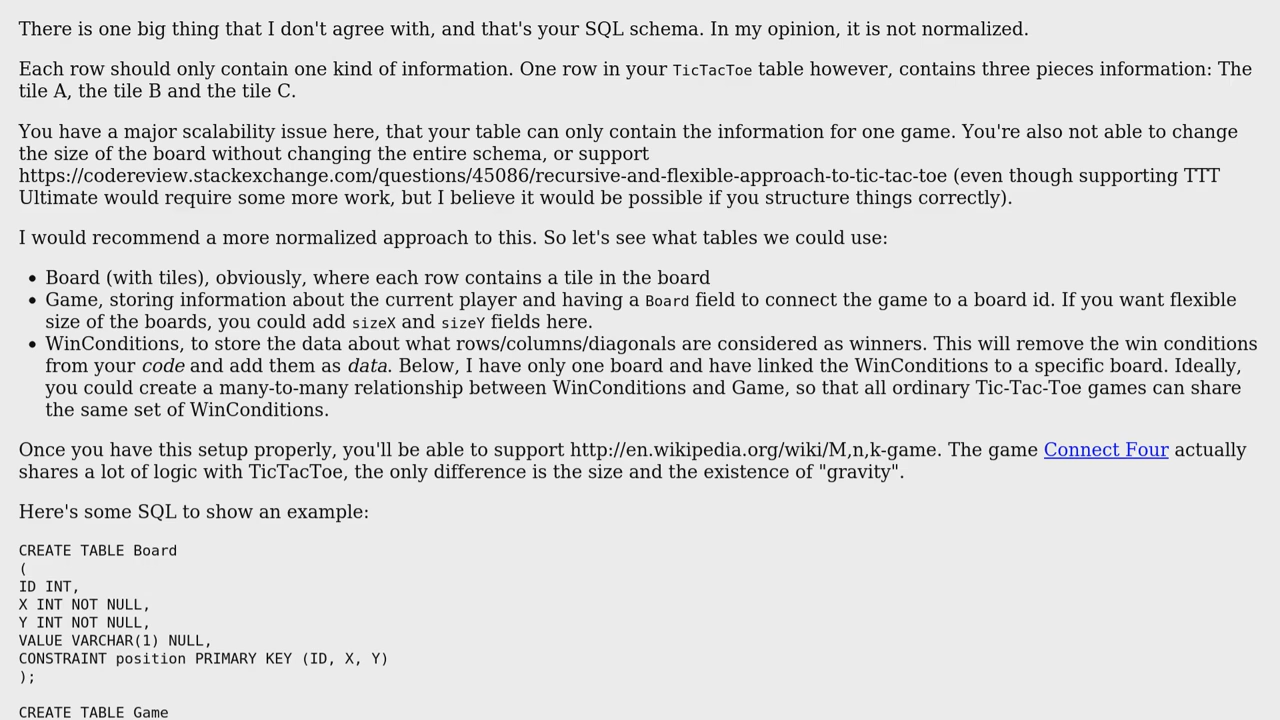 There is one big thing that I don't agree with, and that's your SQL schema. In my opinion, it is not normalized.
Each row should only contain one kind of information. One row in your TicTacToe table however, contains three pieces information: The
tile A, the tile B and the tile C.
You have a major scalability issue here, that your table can only contain the information for one game. You're also not able to change
the size of the board without changing the entire schema, or support
https://codereview.stackexchange.com/questions/45086/recursive-and-flexible-approach-to-tic-tac-toe (even though supporting TTT
Ultimate would require some more work, but I believe it would be possible if you structure things correctly).
I would recommend a more normalized approach to this. So let's see what tables we could use:
• Board (with tiles), obviously, where each row contains a tile in the board
• Game, storing information about the current player and having a Board field to connect the game to a board id. If you want flexible
size of the boards, you could add sizeX and sizeY fields here.
• WinConditions, to store the data about what rows/columns/diagonals are considered as winners. This will remove the win conditions
from your code and add them as data. Below, I have only one board and have linked the WinConditions to a specific board. Ideally,
you could create a many-to-many relationship between WinConditions and Game, so that all ordinary Tic-Tac-Toe games can share
the same set of WinConditions.
Once you have this setup properly, you'll be able to support http://en.wikipedia.org/wiki/M,n,k-game. The game Connect Four actually
shares a lot of logic with TicTacToe, the only difference is the size and the existence of "gravity".
Here's some SQL to show an example:
CREATE TABLE Board
(
ID INT,
X INT NOT NULL,
Y INT NOT NULL,
VALUE VARCHAR(1) NULL,
CONSTRAINT position PRIMARY KEY (ID, X, Y)
);
CREATE TABLE Game